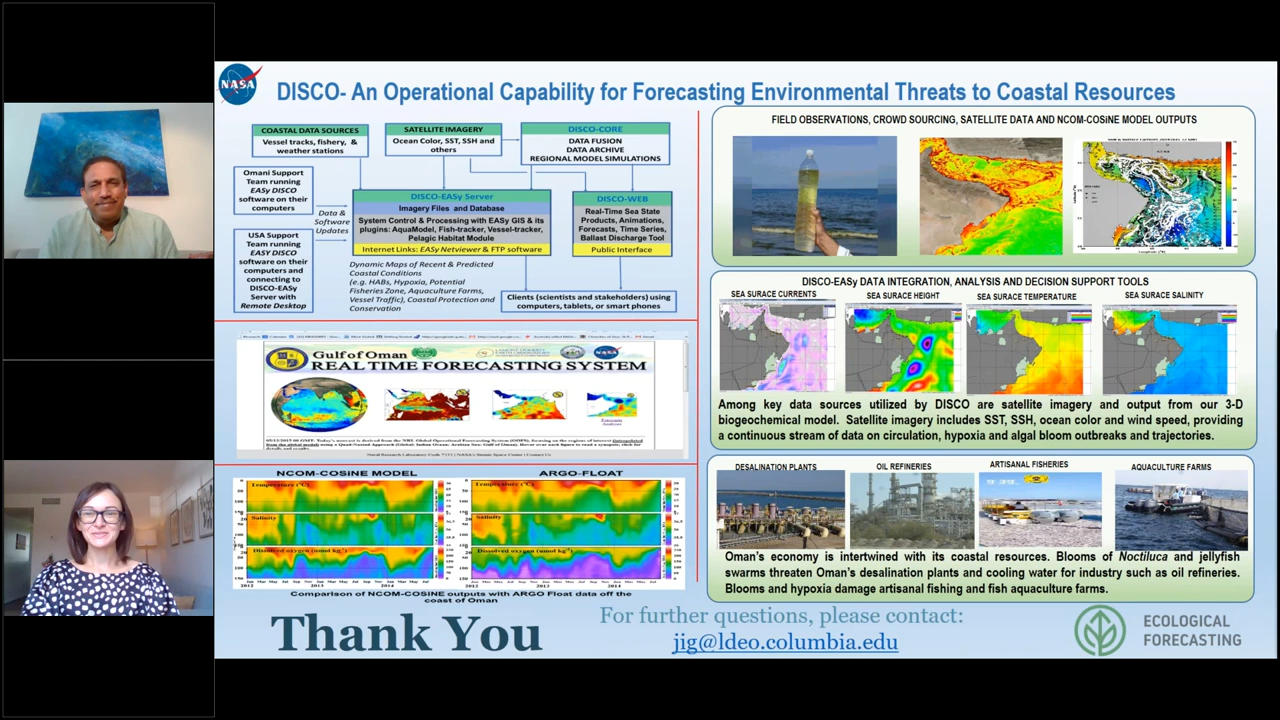 NASA
DISCO- An Operational Capability for Forecasting Environmental Threats to Coastal Resources
COASTAL DATA SOURCES
Vessel tracks, fishery, &
weather stations
SATELLITE IMAGERY
Ocean Color, SST, SSH and
others
DISCO-CORE
DATA FUSION
DATA ARCHIVE
REGIONAL MODEL SIMULATIONS
Omani Support
Team running
EASy DISCO
software on their
computers
USA Support
Team running
EASY DISCO
software on their
computers and
connecting to
DISCO-EASy
Server with
Remote Desktop
Data &
Software
Updates
DISCO-EASy Server
Imagery Files and Database
System Control & Processing with EASy GIS & its
plugins: AquaModel, Fish-tracker, Vessel-tracker,
Pelagic Habitat Module
Internet Links: EASy Netviewer & FTP software
DISCO-WEB
Real-Time Sea State
Products, Animations,
Forecasts, Time Series,
Ballast Discharge Tool
Public Interface
Dynamic Maps of Recent & Predicted
Coastal Conditions
(e.g. HABs, Hypoxia, Potential
Fisheries Zone, Aquaculture Farms,
Vessel Traffic), Coastal Protection and
Conservation
Clients (scientists and stakeholders) using
computers, tablets, or smart phones
Gulf of Oman
REAL TIME FORECASTING SYSTEM
NCOM-COSINE MODEL
ARGO-FLOAT
Temperature (°C)
Temperature (°C)
Salinity
Salinity
Dissolved oxygen (umol kg-1)
Dissolved oxygen (umol kg-1)
2012 2013 2014
2012 2013 2014
Comparison of NCOM-COSINE outputs with ARGO Float data off the
coast of Oman
FIELD OBSERVATIONS, CROWD SOURCING, SATELLITE DATA AND NCOM-COSiNE MODEL OUTPUTS
DISCO-EASy DATA INTEGRATION, ANALYSIS AND DECISION SUPPORT TOOLS
SEA SURACE CURRENTS
SEA SURACE HEIGHT
SEA SURACE TEMPERATURE
SEA SURACE SALINITY
Among key data sources utilized by DISCO are satellite imagery and output from our 3-D
biogeochemical model. Satellite imagery includes SST, SSH, ocean color and wind speed, providing
a continuous stream of data on circulation, hypoxia and algal bloom outbreaks and trajectories.
DESALINATION PLANTS
OIL REFINERIES
ARTISANAL FISHERIES
AQUACULTURE FARMS
Oman's economy is intertwined with its coastal resources. Blooms of Noctiluca and jellyfish
swarms threaten Oman's desalination plants and cooling water for industry such as oil refineries.
Blooms and hypoxia damage artisanal fishing and fish aquaculture farms.
Thank You
For further questions, please contact:
jig@ldeo.columbia.edu
ECOLOGICAL
FORECASTING